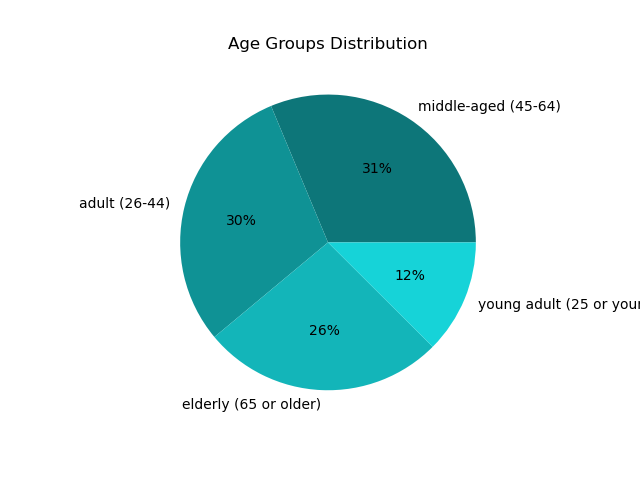 Age Groups Distribution
middle-aged (45-64)
31%
adult (26-44)
30%
12%
young adult (25 or
26%
elderly (65 or older)